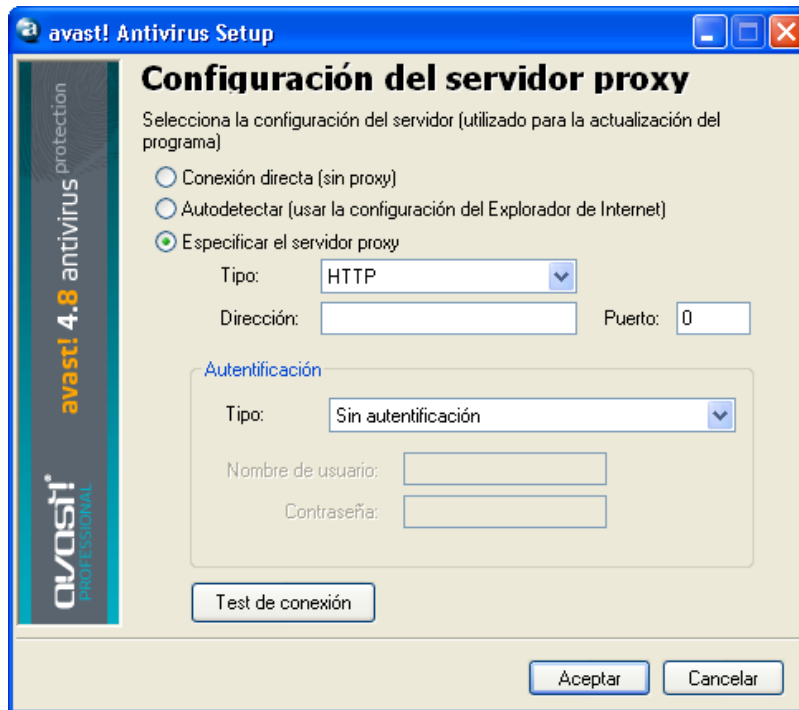 avast! Antivirus Setup
Configuración del servidor proxy
Selecciona la configuración del servidor (utilizado para la actualización del
programa)
Conexión directa (sin proxy)
Autodetectar (usar la configuración del Explorador de Internet)
Especificar el servidor proxy
Tipo: HTTP
Dirección: Puerto: 0
Autentificación
Tipo: Sin autentificación
Nombre de usuario:
Contraseña:
Test de conexión
Aceptar Cancelar
avast! 4.8 antivirus protection
avast!
PROFESSIONAL